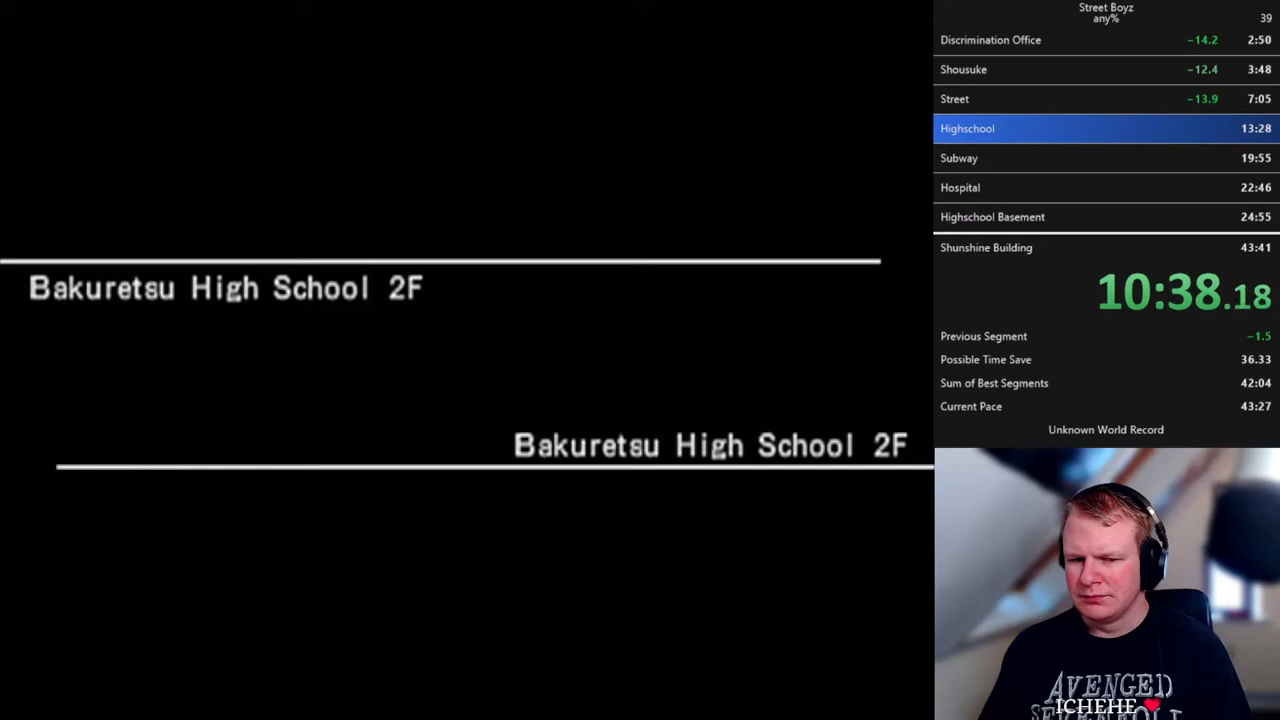 Bakuretsu High School 2F
Bakuretsu High School 2F
Street Boyz
any%
39
Discrimination Office -14.2 2:50
Shousuke -12.4 3:48
Street -13.9 7:05
Highschool 13:28
Subway 19:55
Hospital 22:46
Highschool Basement 24:55
Shunshine Building 43:41
10:38.18
Previous Segment -1.5
Possible Time Save 36.33
Sum of Best Segments 42:04
Current Pace 43:27
Unknown World Record
AVENGED
ICHEHE